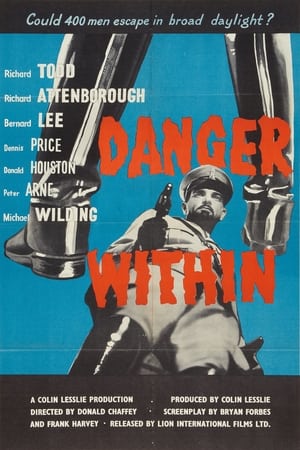 Could 400 men escape in broad daylight?
Richard TODD
Richard ATTENBOROUGH
Bernard LEE
Dennis PRICE
Donald HOUSTON
Peter ARNE
Michael WILDING
DANGER
WITHIN
A COLIN LESSLIE PRODUCTION PRODUCED BY COLIN LESSLIE
DIRECTED BY DONALD CHAFFEY SCREENPLAY BY BRYAN FORBES
AND FRANK HARVEY - RELEASED BY LION INTERNATIONAL FILMS LTD.